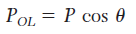 P_OL = P cos θ